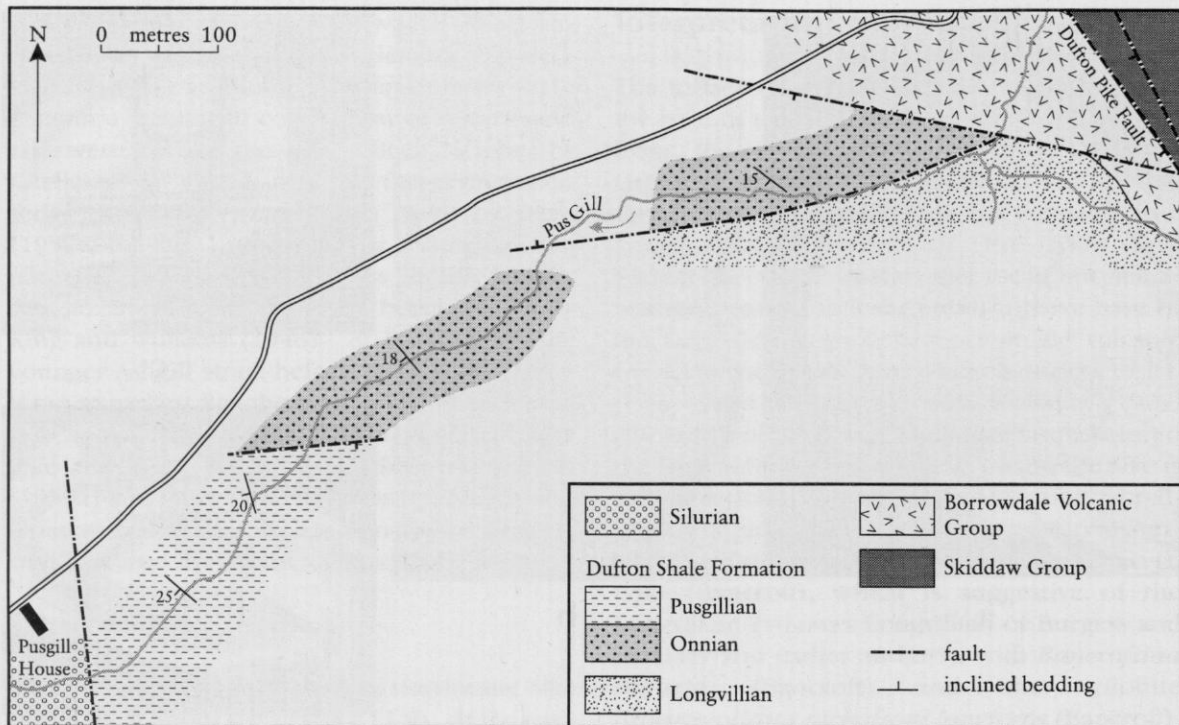 N
0 metres 100
Dufton Pike Fault
15
Pus Gill
18
20
25
Pusgill
House
Silurian
Dufton Shale Formation
Pusgillian
Onnian
Longvillian
Borrowdale Volcanic
Group
Skiddaw Group
fault
inclined bedding